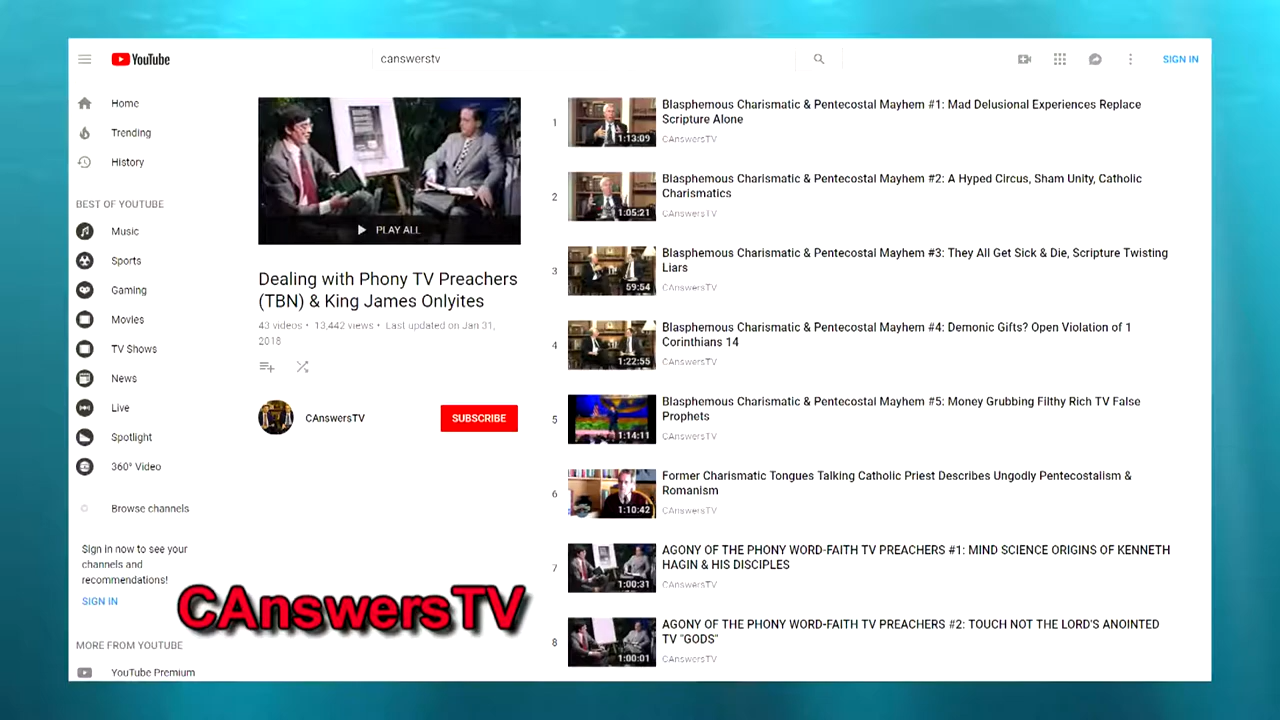 YouTube
canswerstv
SIGN IN
Home
Trending
History
BEST OF YOUTUBE
Music
Sports
Gaming
Movies
TV Shows
News
Live
Spotlight
360° Video
Browse channels
Sign in now to see your
channels and
recommendations!
SIGN IN
MORE FROM YOUTUBE
YouTube Premium
PLAY ALL
Dealing with Phony TV Preachers
(TBN) & King James Onlyites
43 videos • 13,442 views • Last updated on Jan 31,
2018
CAnswersTV
SUBSCRIBE
CAnswersTV
1
1:13:09
Blasphemous Charismatic & Pentecostal Mayhem #1: Mad Delusional Experiences Replace
Scripture Alone
CAnswersTV
2
1:05:21
Blasphemous Charismatic & Pentecostal Mayhem #2: A Hyped Circus, Sham Unity, Catholic
Charismatics
CAnswersTV
3
59:54
Blasphemous Charismatic & Pentecostal Mayhem #3: They All Get Sick & Die, Scripture Twisting
Liars
CAnswersTV
4
1:22:55
Blasphemous Charismatic & Pentecostal Mayhem #4: Demonic Gifts? Open Violation of 1
Corinthians 14
CAnswersTV
5
1:14:11
Blasphemous Charismatic & Pentecostal Mayhem #5: Money Grubbing Filthy Rich TV False
Prophets
CAnswersTV
6
1:10:42
Former Charismatic Tongues Talking Catholic Priest Describes Ungodly Pentecostalism &
Romanism
CAnswersTV
7
1:00:31
AGONY OF THE PHONY WORD-FAITH TV PREACHERS #1: MIND SCIENCE ORIGINS OF KENNETH
HAGIN & HIS DISCIPLES
CAnswersTV
8
1:00:01
AGONY OF THE PHONY WORD-FAITH TV PREACHERS #2: TOUCH NOT THE LORD'S ANOINTED
TV "GODS"
CAnswersTV